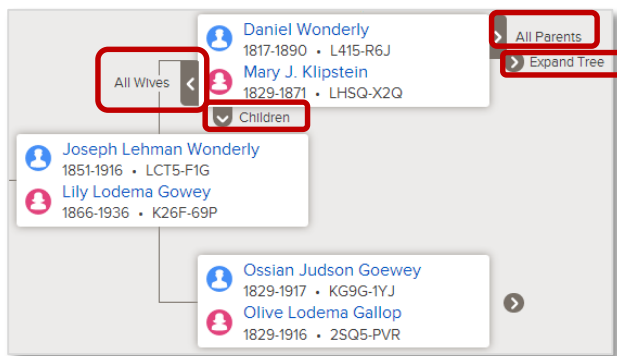 Daniel Wonderly
1817-1890 • L415-R6J
Mary J. Klipstein
1829-1871 • LHSQ-X2Q
All Parents
Expand Tree
All Wives
Children
Joseph Lehman Wonderly
1851-1916 • LCT5-F1G
Lily Lodema Gowey
1866-1936 • K26F-69P
Ossian Judson Goewey
1829-1917 • KG9G-1YJ
Olive Lodema Gallop
1829-1916 • 2SQ5-PVR